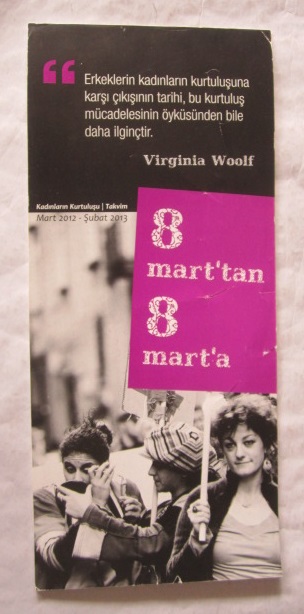 “
Erkeklerin kadınların kurtuluşuna
karşı çıkışının tarihi, bu kurtuluş
mücadelesinin öyküsünden bile
daha ilginçtir.
Virginia Woolf
Kadınların Kurtuluşu | Takvim
Mart 2012 - Şubat 2013
8
mart'tan
8
mart'a